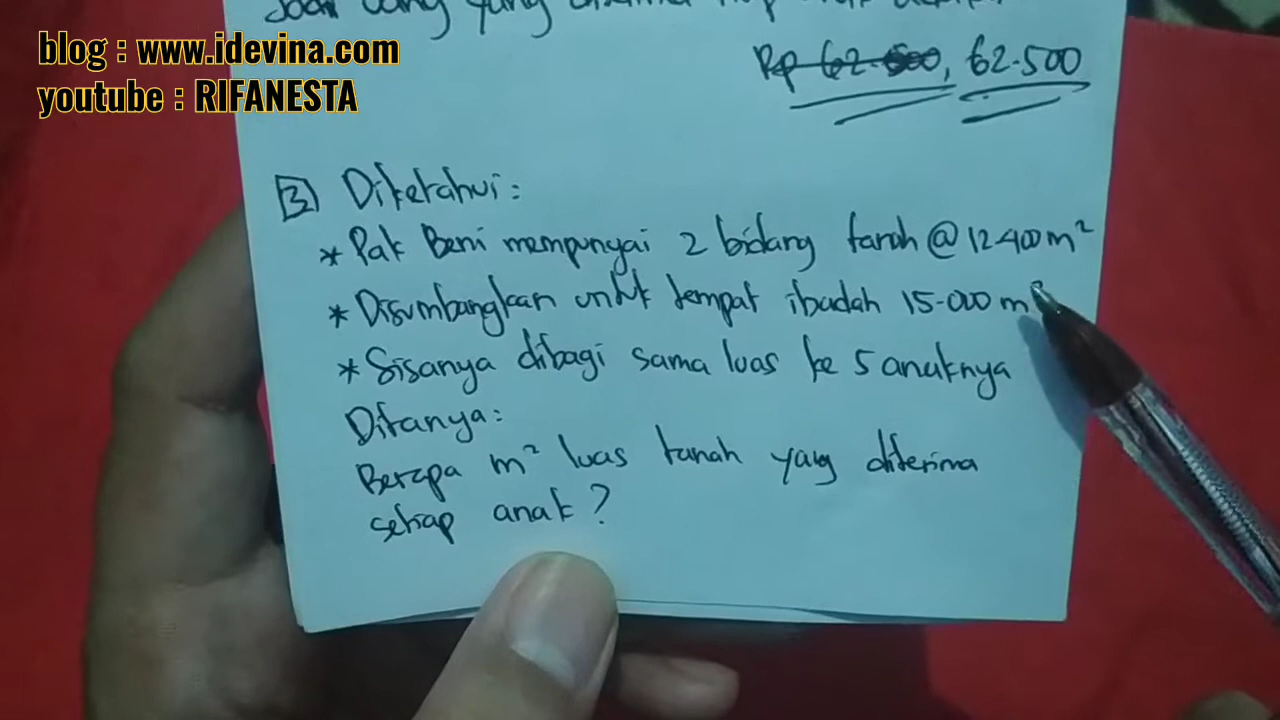 blog : www.idevina.com
youtube : RIFANESTA
uang yang
Rp 62.500, 62.500
3 Diketahui :
* Pak Beni mempunyai 2 bidang tanah @ 12.400 m²
* Disumbangkan untuk tempat ibadah 15.000 m²
* Sisanya dibagi sama luas ke 5 anaknya
Ditanya :
Berapa m² luas tanah yang diterima
setiap anak ?